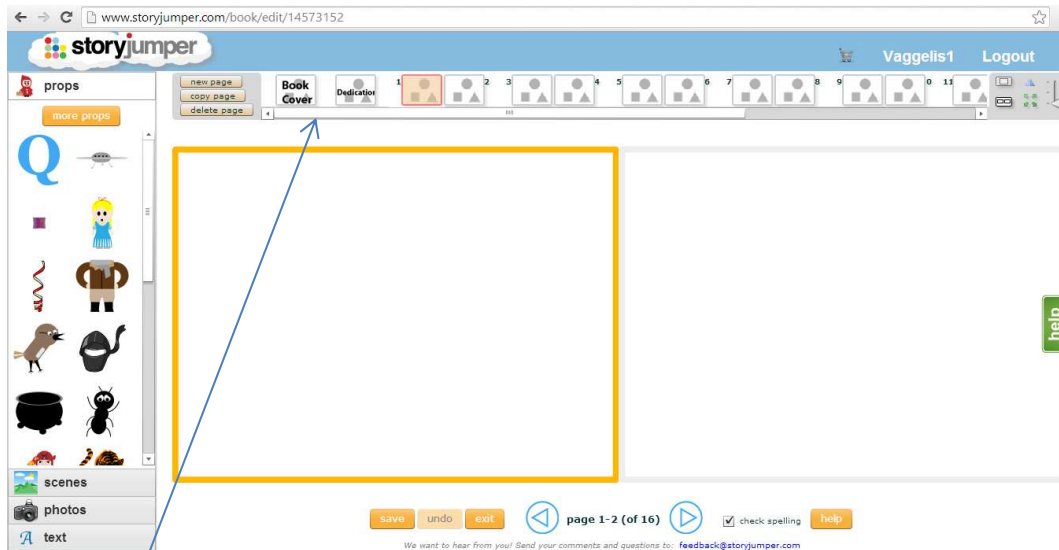 www.storyjumper.com/book/edit/14573152
storyjumper
Vaggelis1 Logout
props
more props
new page
copy page
delete page
Book Cover
Dedication
1 2 3 4 5 6 7 8 9 0 11
Q
scenes
photos
text
help
save undo exit page 1-2 (of 16) check spelling help
We want to hear from you! Send your comments and questions to: feedback@storyjumper.com